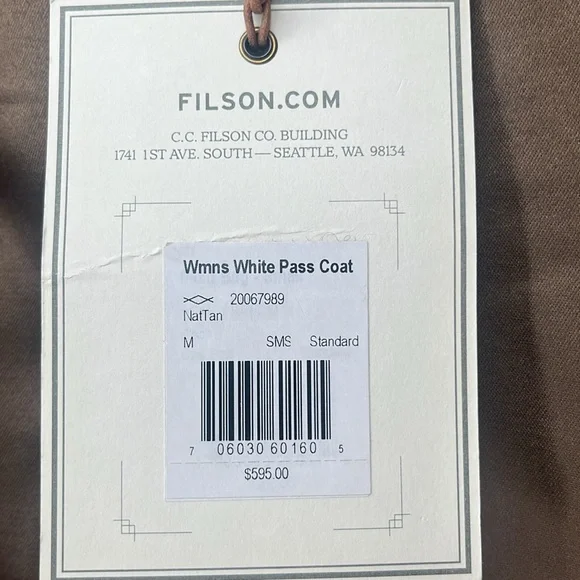 FILSON.COM
C.C. FILSON CO. BUILDING
1741 1ST AVE. SOUTH — SEATTLE, WA 98134
Wmns White Pass Coat
20067989
NatTan
M SMS Standard
7 06030 60160 5
$595.00